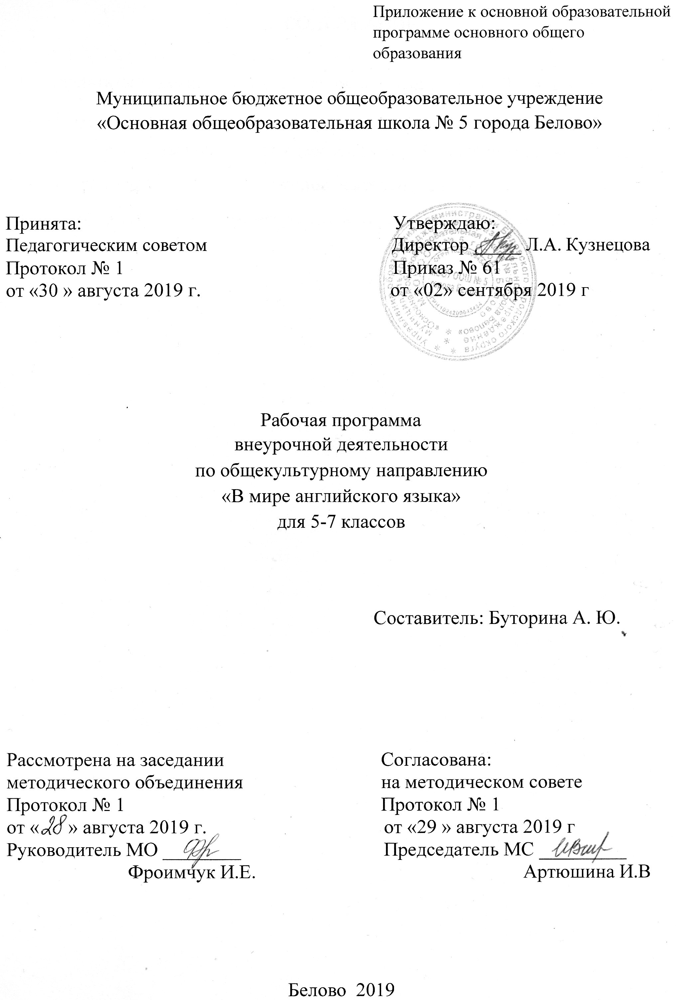 Приложение к основной образовательной
программе основного общего
образования
Муниципальное бюджетное общеобразовательное учреждение
«Основная общеобразовательная школа № 5 города Белово»
Принята:
Педагогическим советом
Протокол № 1
от «30 » августа 2019 г.
Утверждаю:
Директор ______ Л.А. Кузнецова
Приказ № 61
от «02» сентября 2019 г
Рабочая программа
внеурочной деятельности
по общекультурному направлению
«В мире английского языка»
для 5-7 классов
Составитель: Буторина А. Ю.
Рассмотрена на заседании
методического объединения
Протокол № 1
от «28» августа 2019 г.
Руководитель МО ________
Фроимчук И.Е.
Согласована:
на методическом совете
Протокол № 1
от «29 » августа 2019 г
Председатель МС _________
Артюшина И.В
Белово 2019